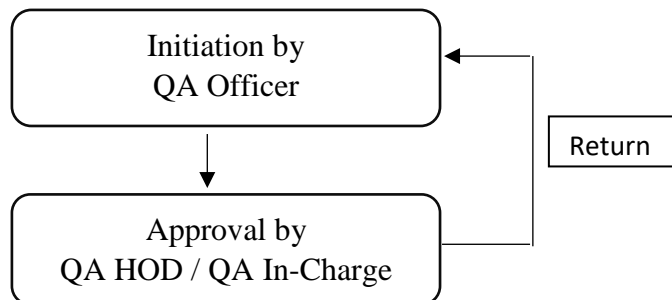 Initiation by
QA Officer
Return
Approval by
QA HOD / QA In-Charge